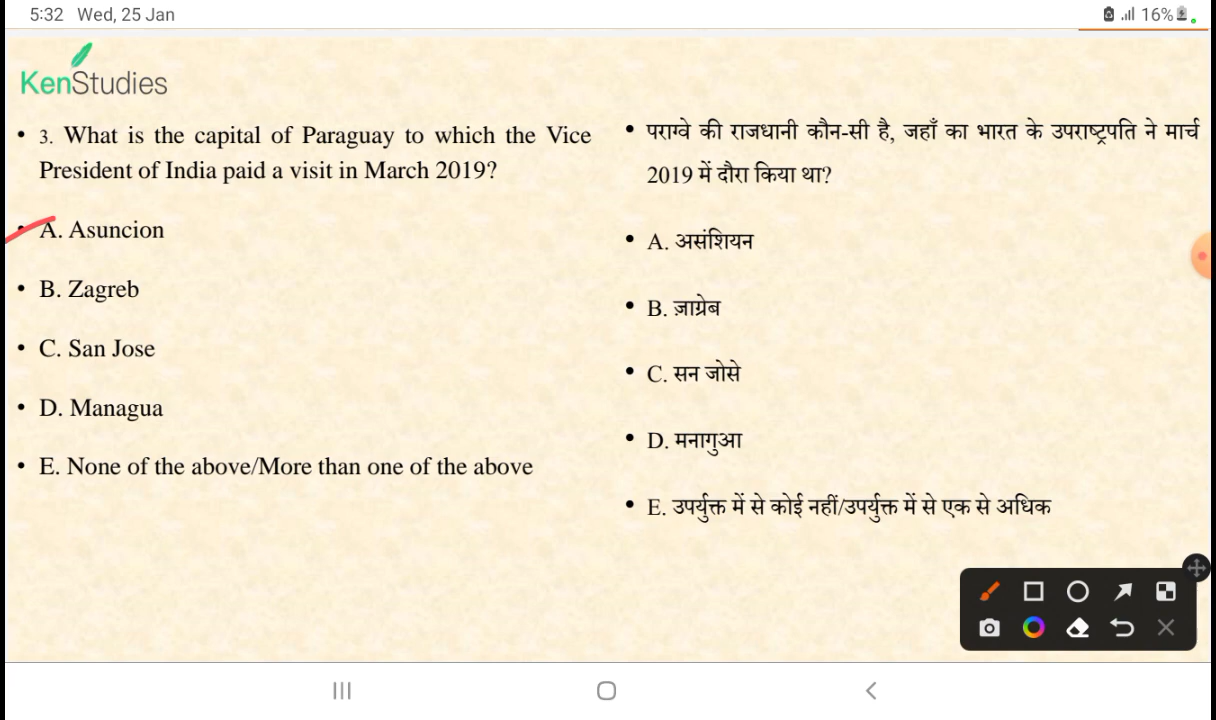 5:32 Wed, 25 Jan
16%
KenStudies
• 3. What is the capital of Paraguay to which the Vice
President of India paid a visit in March 2019?
• A. Asuncion
• B. Zagreb
• C. San Jose
• D. Managua
• E. None of the above/More than one of the above
• पराग्वे की राजधानी कौन-सी है, जहाँ का भारत के उपराष्ट्रपति ने मार्च
2019 में दौरा किया था?
• A. असंशियन
• B. ज़ाग्रेब
• C. सन जोसे
• D. मनागुआ
• E. उपर्युक्त में से कोई नहीं/उपर्युक्त में से एक से अधिक